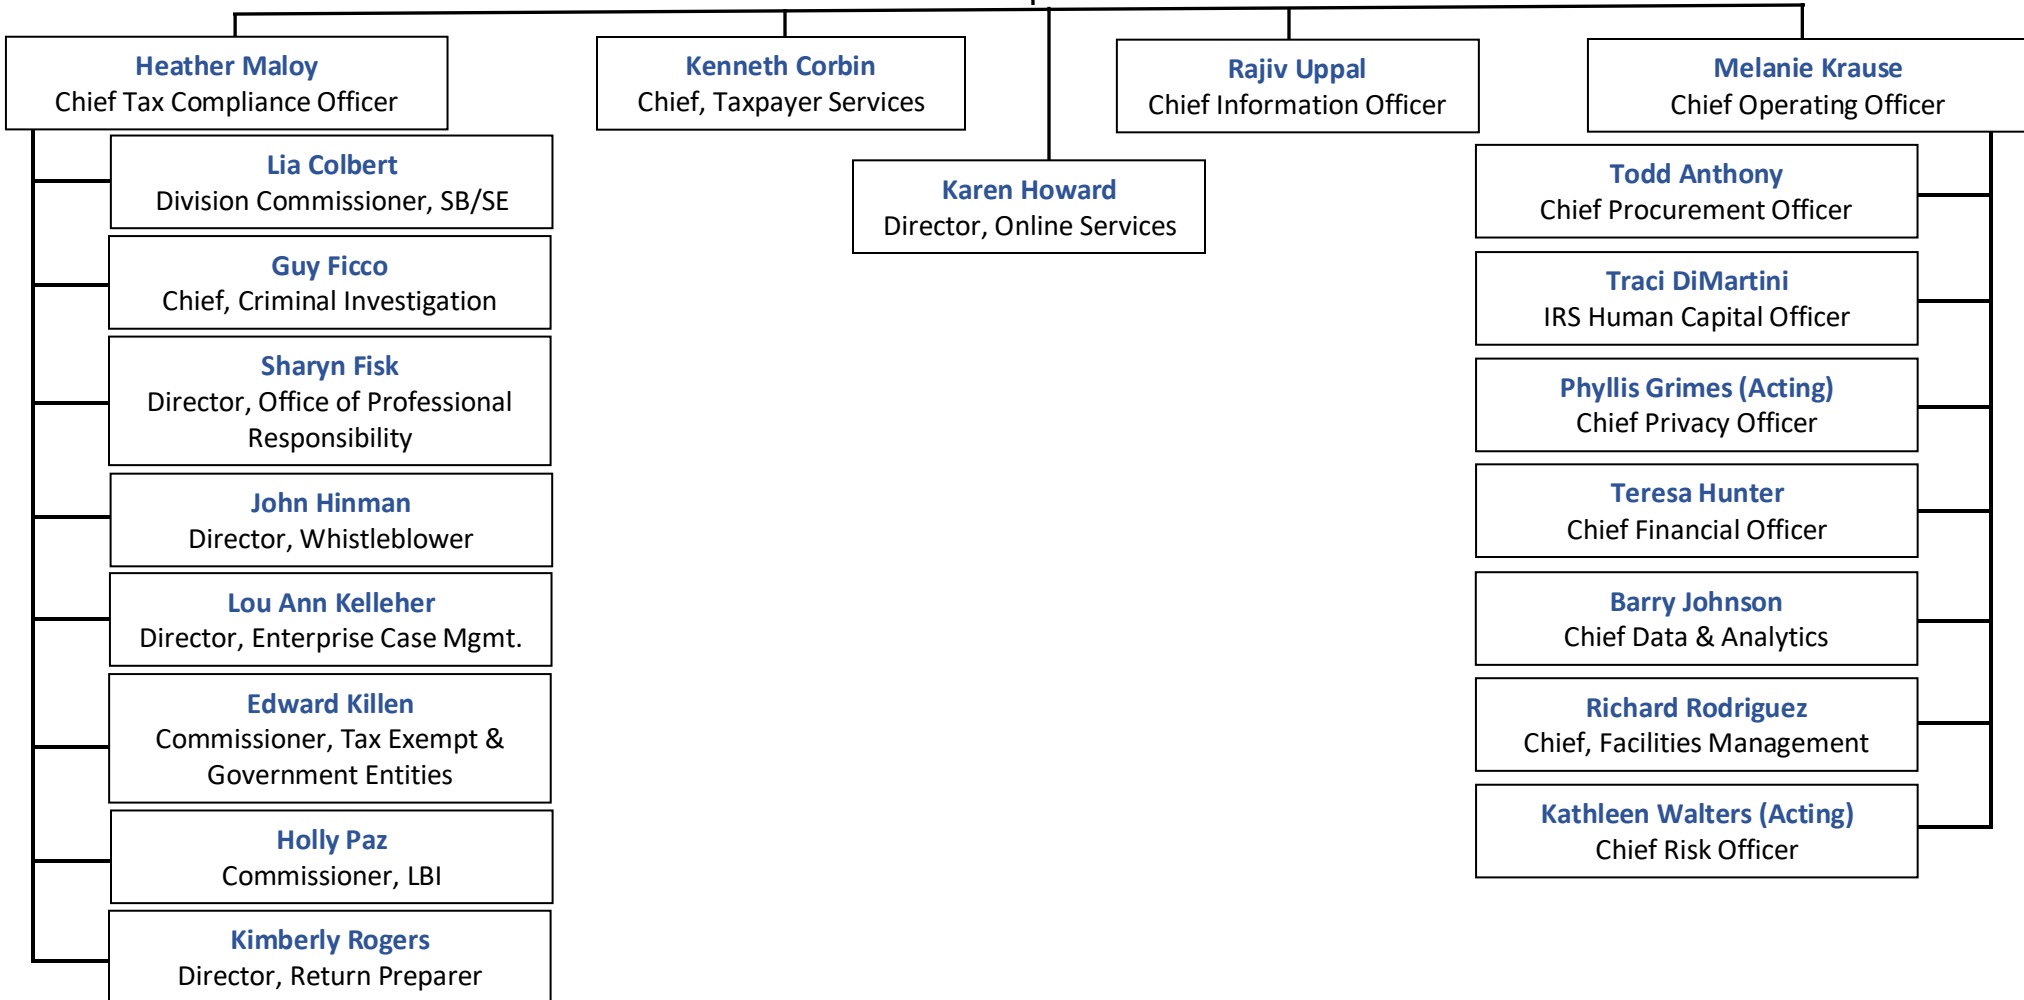 Heather Maloy
Chief Tax Compliance Officer
Kenneth Corbin
Chief, Taxpayer Services
Rajiv Uppal
Chief Information Officer
Melanie Krause
Chief Operating Officer
Karen Howard
Director, Online Services
Lia Colbert
Division Commissioner, SB/SE
Guy Ficco
Chief, Criminal Investigation
Sharyn Fisk
Director, Office of Professional
Responsibility
John Hinman
Director, Whistleblower
Lou Ann Kelleher
Director, Enterprise Case Mgmt.
Edward Killen
Commissioner, Tax Exempt &
Government Entities
Holly Paz
Commissioner, LBI
Kimberly Rogers
Director, Return Preparer
Todd Anthony
Chief Procurement Officer
Traci DiMartini
IRS Human Capital Officer
Phyllis Grimes (Acting)
Chief Privacy Officer
Teresa Hunter
Chief Financial Officer
Barry Johnson
Chief Data & Analytics
Richard Rodriguez
Chief, Facilities Management
Kathleen Walters (Acting)
Chief Risk Officer